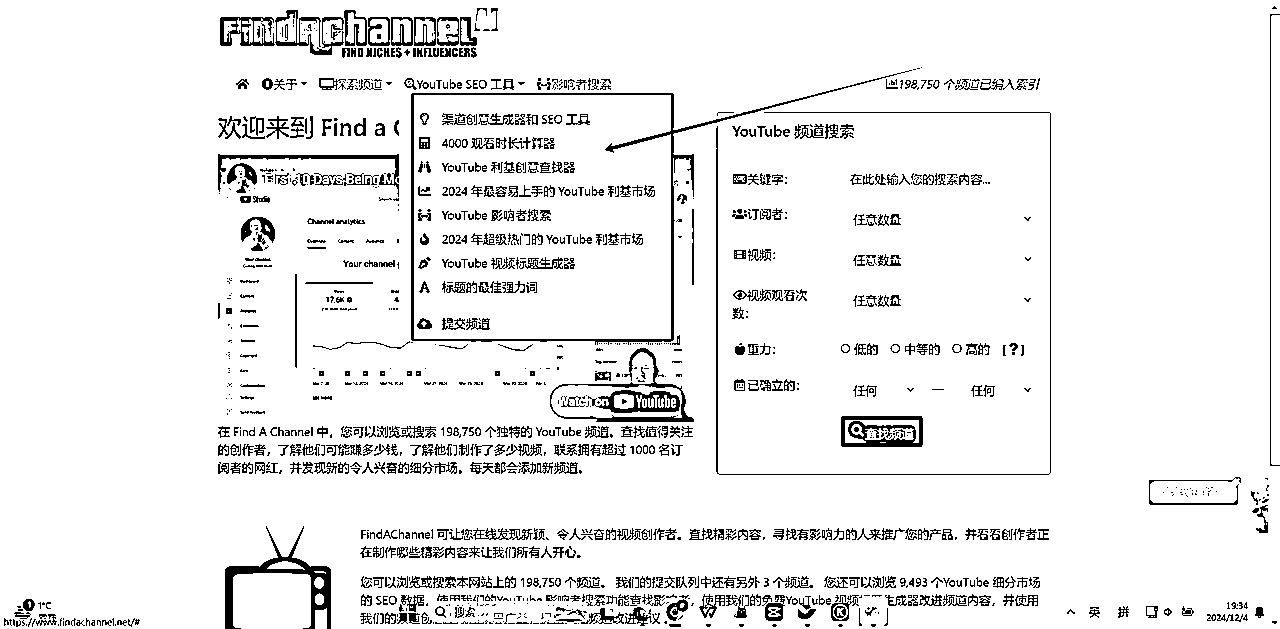 FindAchannel
FIND NICHES + INFLUENCERS
关于
探索频道
YouTube SEO 工具
影响者搜索
198,750 个频道已编入索引
欢迎来到 Find a C
渠道创意生成器和 SEO 工具
4000 观看时长计算器
YouTube 利基创意查找器
2024 年最容易上手的 YouTube 利基市场
YouTube 影响者搜索
2024 年超级热门的 YouTube 利基市场
YouTube 视频标题生成器
标题的最佳强力词
提交频道
First 10 Days Being Mo
Studio
Channel analytics
Your channel
17.6K
Watch on YouTube
YouTube 频道搜索
关键字:
在此处输入您的搜索内容...
订阅者:
任意数量
视频:
任意数量
视频观看次
数:
任意数量
重力:
低的 中等的 高的 [?]
已确立的:
任何 — 任何
查找频道
在 Find A Channel 中，您可以浏览或搜索 198,750 个独特的 YouTube 频道。查找值得关注
的创作者，了解他们可能赚多少钱，了解他们制作了多少视频，联系拥有超过 1000 名订
阅者的网红，并发现新的令人兴奋的细分市场。每天都会添加新频道。
FindAChannel 可让您在线发现新颖、令人兴奋的视频创作者。查找精彩内容，寻找有影响力的人来推广您的产品，并看看创作者正
在制作哪些精彩内容来让我们所有人开心。
您可以浏览或搜索本网站上的 198,750 个频道。 我们的提交队列中还有另外 3 个频道。 您还可以浏览 9,493 个YouTube 细分市场
的 SEO 数据，使用我们的YouTube 影响者搜索功能查找影响者，使用我们的免费YouTube 视频标题生成器改进频道内容，并使用
1°C
https://www.findachannel.net/#
搜索
英
拼
19:34
2024/12/4